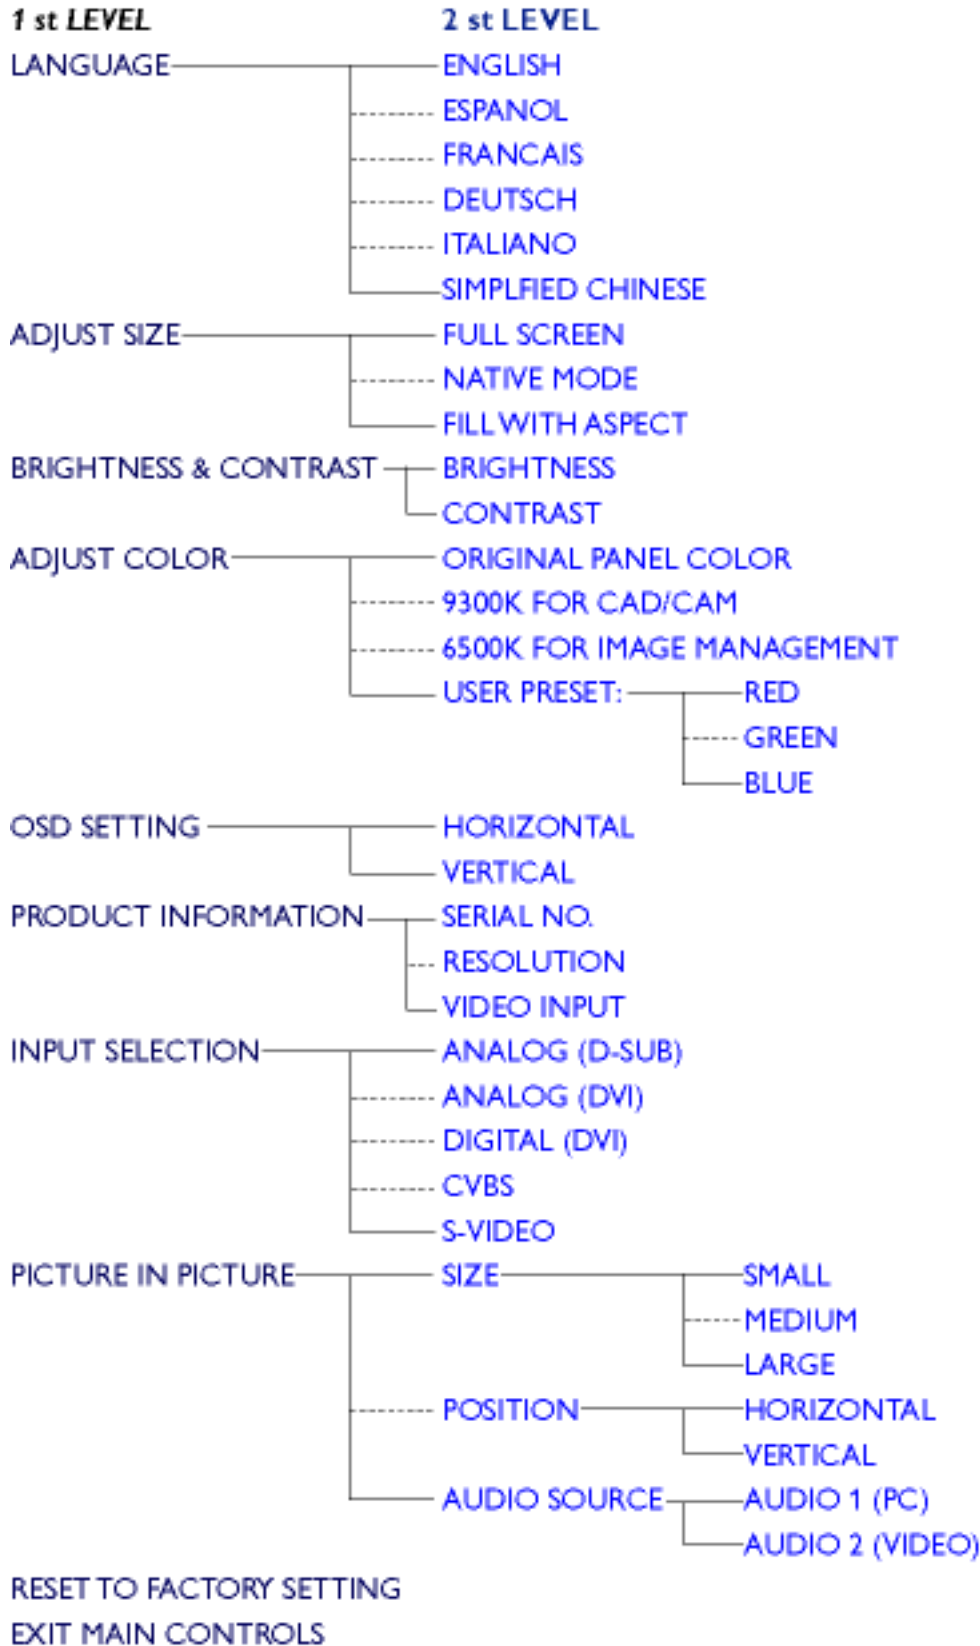 1 st LEVEL 2 st LEVEL
LANGUAGE ENGLISH
ESPANOL
FRANCAIS
DEUTSCH
ITALIANO
SIMPLFIED CHINESE
ADJUST SIZE FULL SCREEN
NATIVE MODE
FILL WITH ASPECT
BRIGHTNESS & CONTRAST BRIGHTNESS
CONTRAST
ADJUST COLOR ORIGINAL PANEL COLOR
9300K FOR CAD/CAM
6500K FOR IMAGE MANAGEMENT
USER PRESET: RED
GREEN
BLUE
OSD SETTING HORIZONTAL
VERTICAL
PRODUCT INFORMATION SERIAL NO.
RESOLUTION
VIDEO INPUT
INPUT SELECTION ANALOG (D-SUB)
ANALOG (DVI)
DIGITAL (DVI)
CVBS
S-VIDEO
PICTURE IN PICTURE SIZE SMALL
MEDIUM
LARGE
POSITION HORIZONTAL
VERTICAL
AUDIO SOURCE AUDIO 1 (PC)
AUDIO 2 (VIDEO)
RESET TO FACTORY SETTING
EXIT MAIN CONTROLS